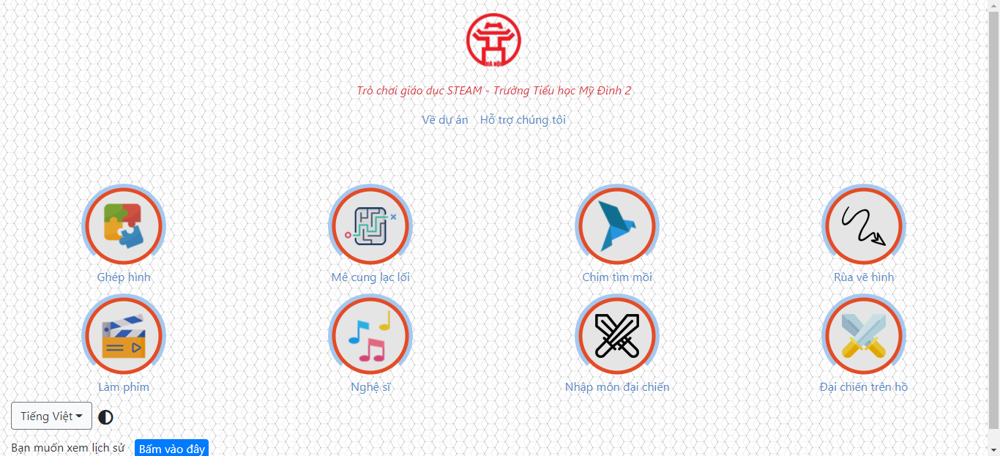 HÀ NỘI
Trò chơi giáo dục STEAM - Trường Tiểu học Mỹ Đình 2
Về dự án Hỗ trợ chúng tôi
Ghép hình Mê cung lạc lối Chim tìm mồi Rùa vẽ hình
Làm phim Nghệ sĩ Nhập môn đại chiến Đại chiến trên hồ
Tiếng Việt
Bạn muốn xem lịch sử Bấm vào đây